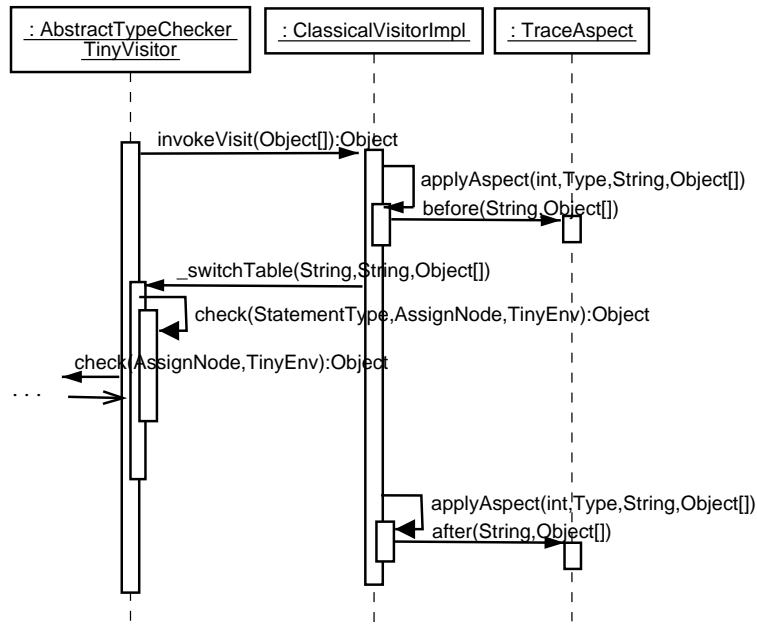 : AbstractTypeChecker
TinyVisitor
: ClassicalVisitorImpl
: TraceAspect
invokeVisit(Object[]):Object
applyAspect(int,Type,String,Object[])
before(String,Object[])
_switchTable(String,String,Object[])
check(StatementType,AssignNode,TinyEnv):Object
check(AssignNode,TinyEnv):Object
. . .
applyAspect(int,Type,String,Object[])
after(String,Object[])